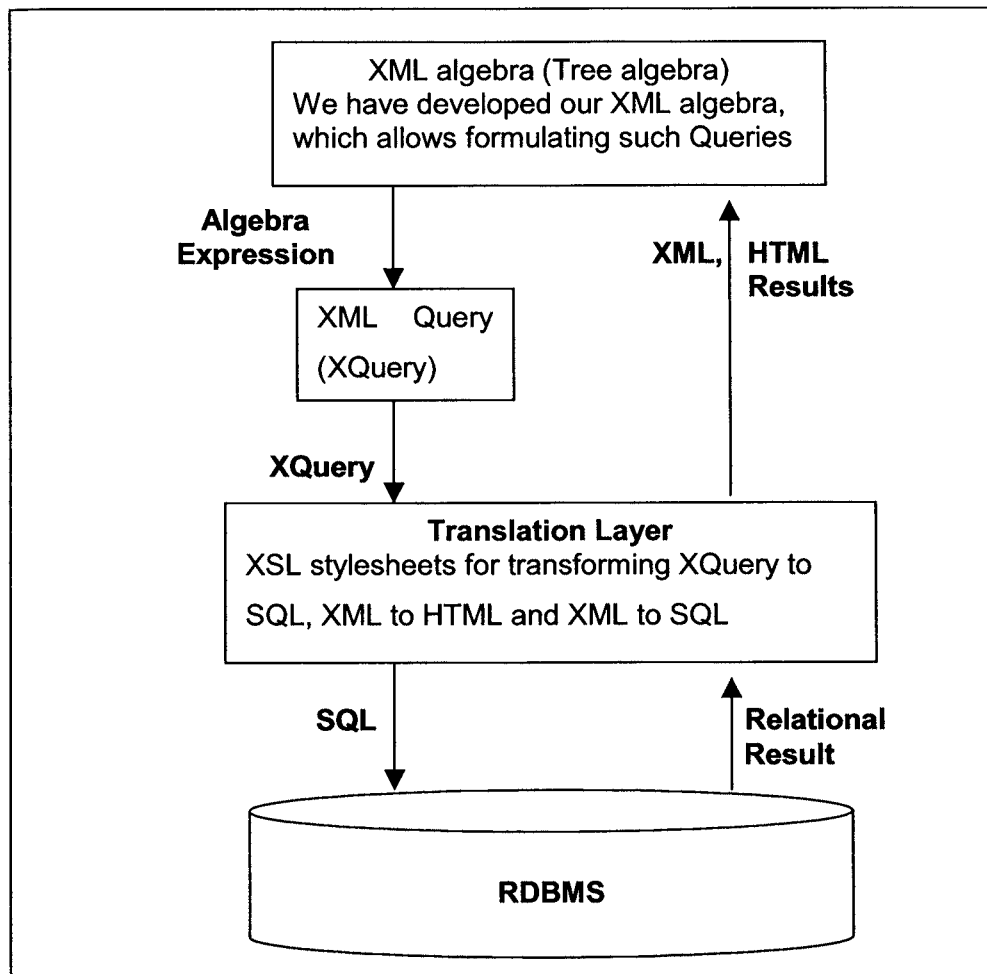 XML algebra (Tree algebra)
We have developed our XML algebra,
which allows formulating such Queries
Algebra
Expression
XML, HTML
Results
XML Query
(XQuery)
XQuery
Translation Layer
XSL stylesheets for transforming XQuery to
SQL, XML to HTML and XML to SQL
SQL
Relational
Result
RDBMS